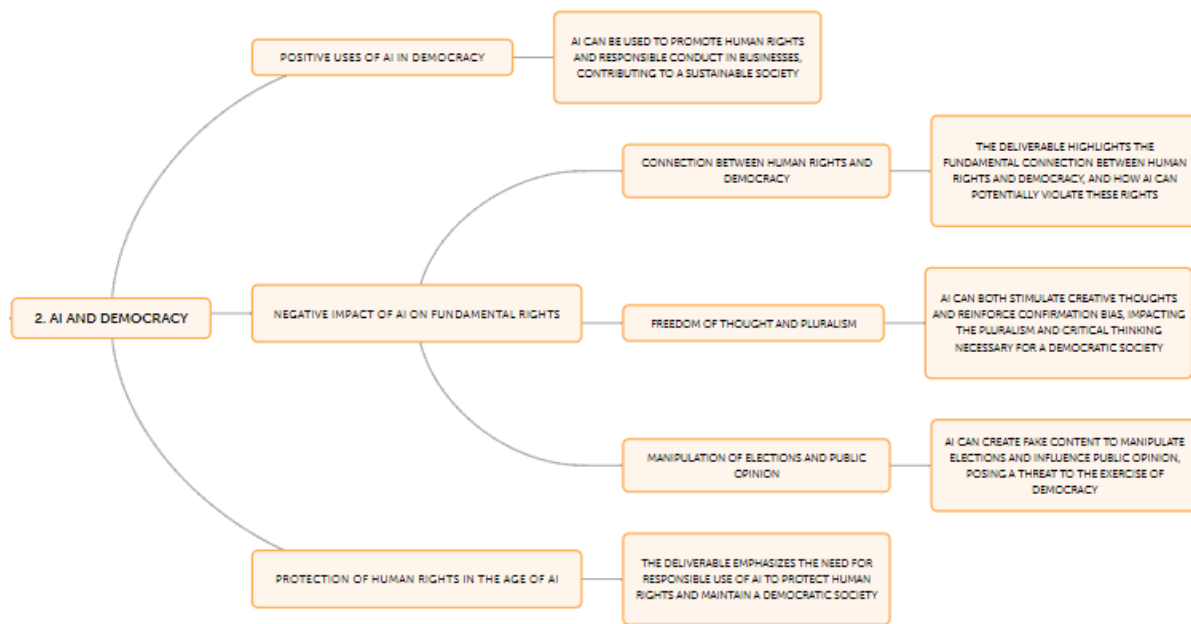 POSITIVE USES OF AI IN DEMOCRACY
AI CAN BE USED TO PROMOTE HUMAN RIGHTS
AND RESPONSIBLE CONDUCT IN BUSINESSES,
CONTRIBUTING TO A SUSTAINABLE SOCIETY
CONNECTION BETWEEN HUMAN RIGHTS AND
DEMOCRACY
THE DELIVERABLE HIGHLIGHTS THE
FUNDAMENTAL CONNECTION BETWEEN HUMAN
RIGHTS AND DEMOCRACY, AND HOW AI CAN
POTENTIALLY VIOLATE THESE RIGHTS
2. AI AND DEMOCRACY
NEGATIVE IMPACT OF AI ON FUNDAMENTAL RIGHTS
FREEDOM OF THOUGHT AND PLURALISM
AI CAN BOTH STIMULATE CREATIVE THOUGHTS
AND REINFORCE CONFIRMATION BIAS, IMPACTING
THE PLURALISM AND CRITICAL THINKING
NECESSARY FOR A DEMOCRATIC SOCIETY
MANIPULATION OF ELECTIONS AND PUBLIC
OPINION
AI CAN CREATE FAKE CONTENT TO MANIPULATE
ELECTIONS AND INFLUENCE PUBLIC OPINION,
POSING A THREAT TO THE EXERCISE OF
DEMOCRACY
PROTECTION OF HUMAN RIGHTS IN THE AGE OF AI
THE DELIVERABLE EMPHASIZES THE NEED FOR
RESPONSIBLE USE OF AI TO PROTECT HUMAN
RIGHTS AND MAINTAIN A DEMOCRATIC SOCIETY